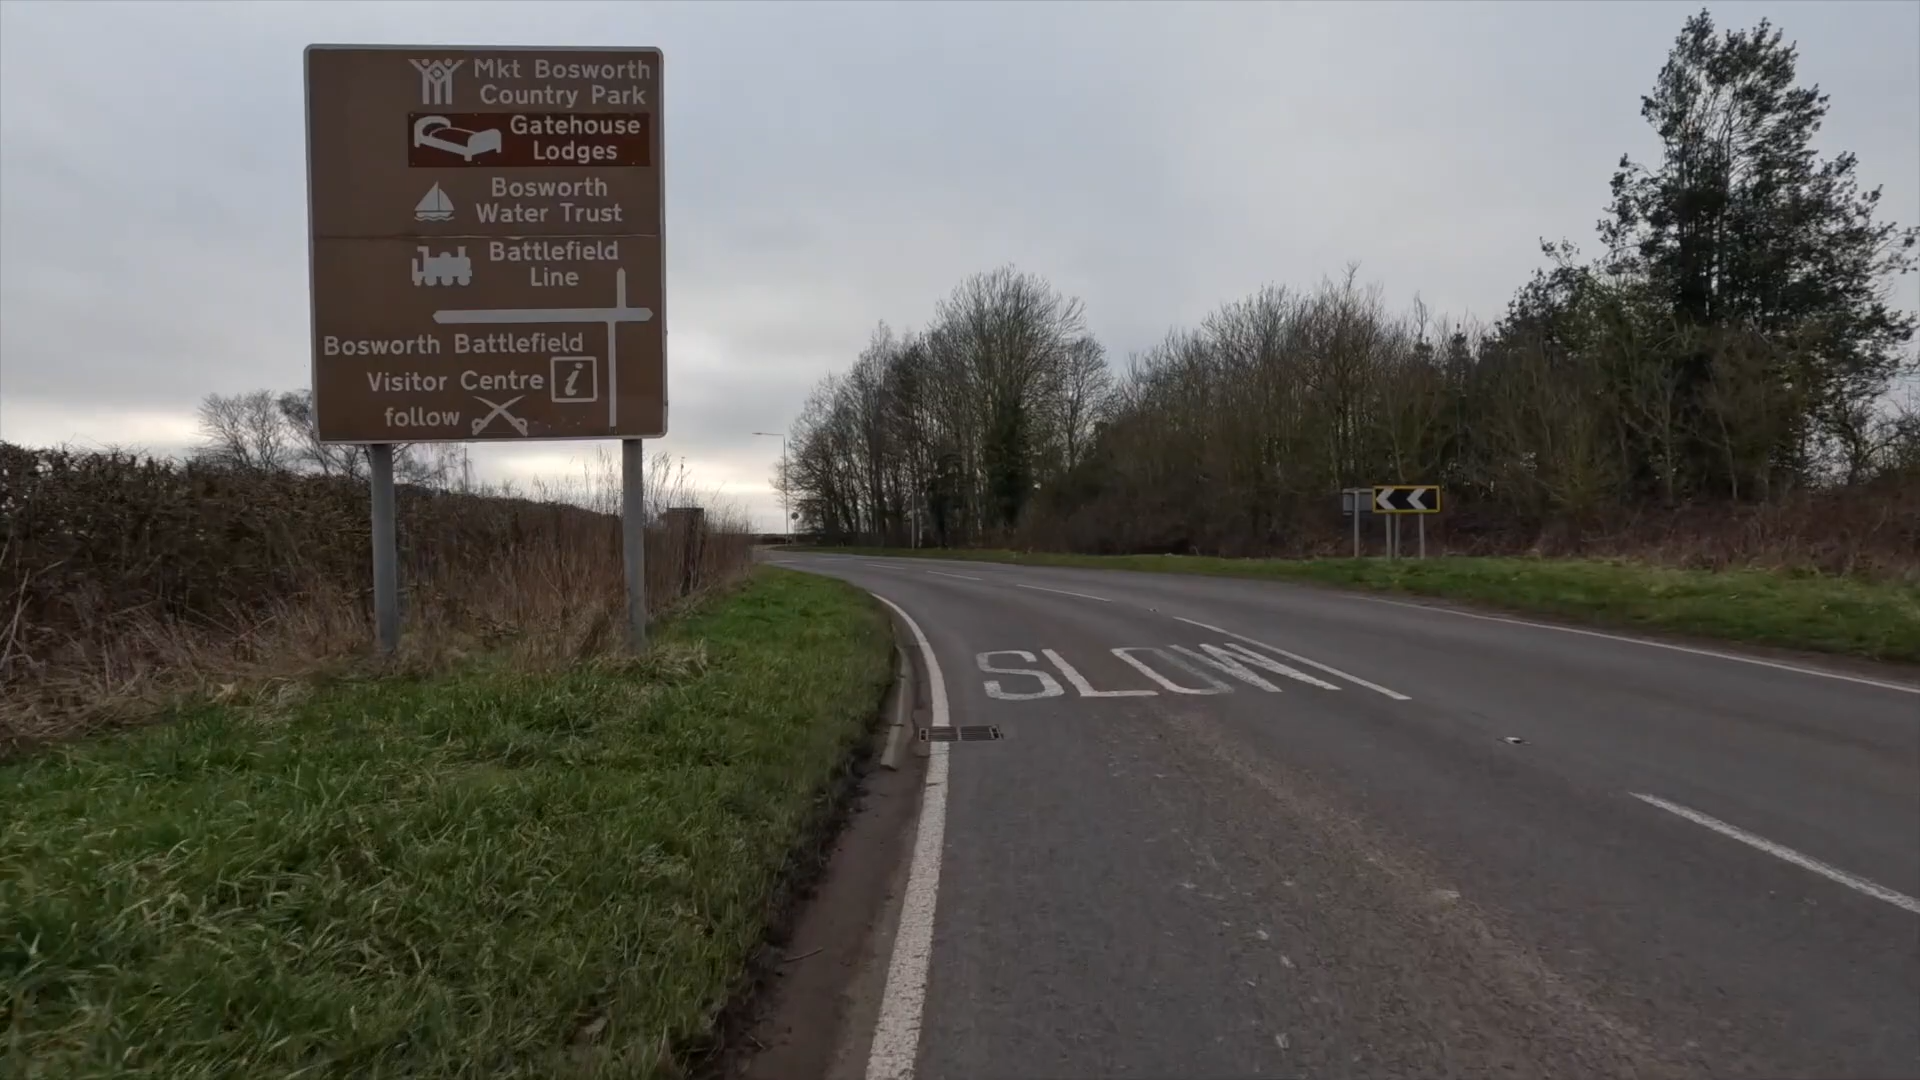 Mkt Bosworth
Country Park
Gatehouse
Lodges
Bosworth
Water Trust
Battlefield
Line
Bosworth Battlefield
Visitor Centre i
follow
SLOW